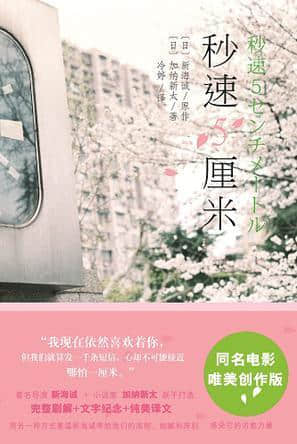 秒速5センチメートル
秒速5厘米
[日] 新海诚/原作
[日] 加纳新太/著
冷婷/译
“我现在依然喜欢着你,
但我们就算发一千条短信,心却不可能接近
哪怕一厘米。”
同名电影
唯美创作版
著名导演 新海诚 + 小说家 加纳新太 联手打造
完整剧解+文字纪念+纯美译文